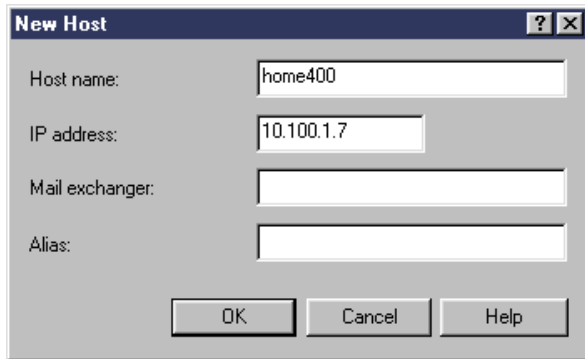 New Host
Host name: home400
IP address: 10.100.1.7
Mail exchanger:
Alias:
OK Cancel Help